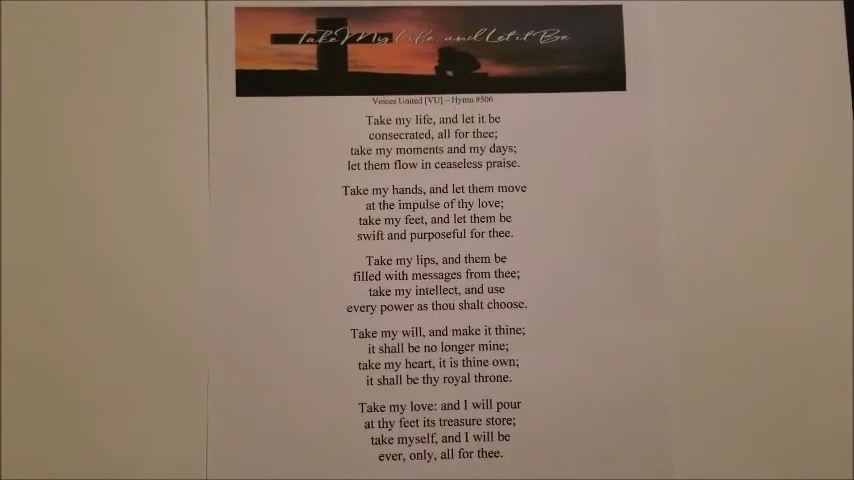 Take My Life, and Let it Be
Voices United [VU] – Hymn #506
Take my life, and let it be
consecrated, all for thee;
take my moments and my days;
let them flow in ceaseless praise.
Take my hands, and let them move
at the impulse of thy love;
take my feet, and let them be
swift and purposeful for thee.
Take my lips, and them be
filled with messages from thee;
take my intellect, and use
every power as thou shalt choose.
Take my will, and make it thine;
it shall be no longer mine;
take my heart, it is thine own;
it shall be thy royal throne.
Take my love: and I will pour
at thy feet its treasure store;
take myself, and I will be
ever, only, all for thee.